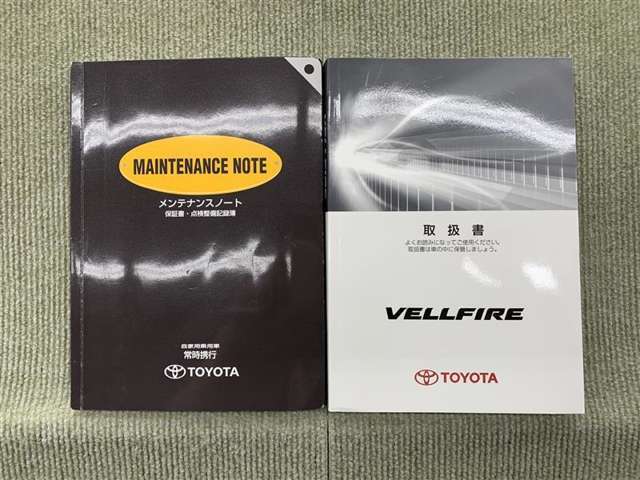 MAINTENANCE NOTE
メンテナンスノート
保証書・点検整備記録簿
自家用乗用車
常時携行
TOYOTA
取扱書
よくお読みになってご使用ください。
取扱書は車の中に保管しましょう。
VELLFIRE
TOYOTA